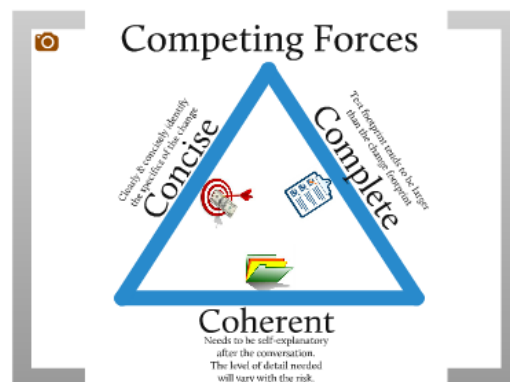 Competing Forces
Clearly & concisely identify
the specifics of the change
Concise
Test footprint tends to be larger
than the change footprint
Complete
Coherent
Needs to be self-explanatory
after the conversation.
The level of detail needed
will vary with the risk.